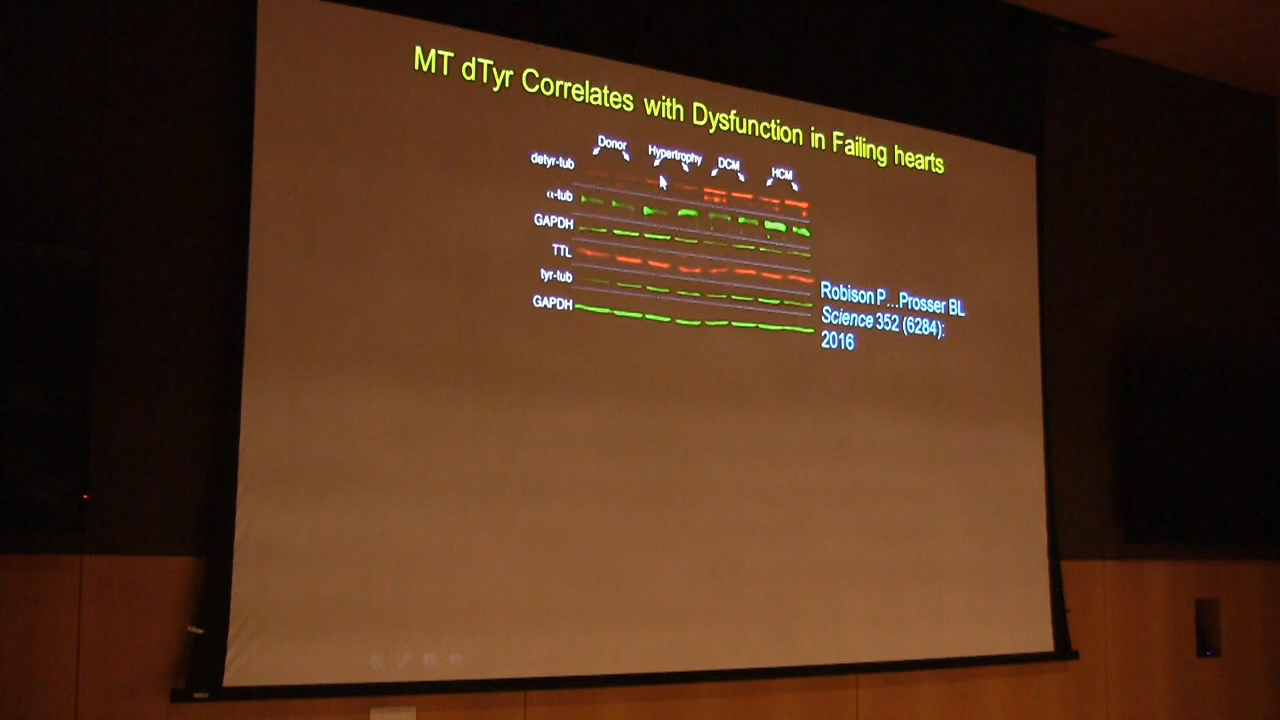 MT dTyr Correlates with Dysfunction in Failing hearts
Donor Hypertrophy DCM HCM
detyr-tub
α-tub
GAPDH
TTL
tyr-tub
GAPDH
Robison P...Prosser BL
Science 352 (6284):
2016